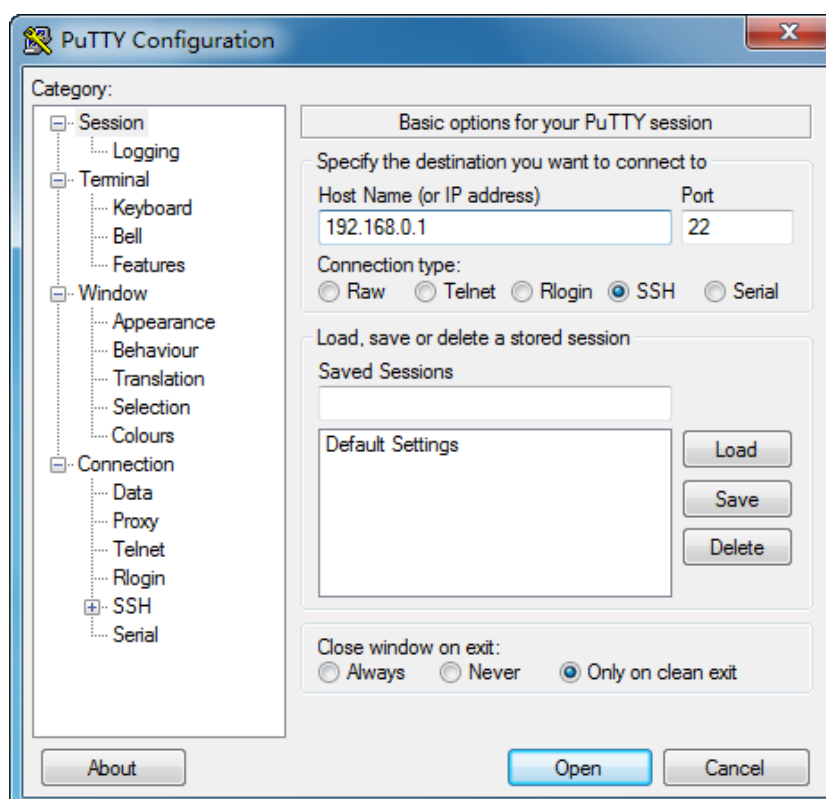 PuTTY Configuration
Category:
Session
Logging
Terminal
Keyboard
Bell
Features
Window
Appearance
Behaviour
Translation
Selection
Colours
Connection
Data
Proxy
Telnet
Rlogin
SSH
Serial
Basic options for your PuTTY session
Specify the destination you want to connect to
Host Name (or IP address) Port
192.168.0.1 22
Connection type:
Raw Telnet Rlogin SSH Serial
Load, save or delete a stored session
Saved Sessions
Default Settings
Load
Save
Delete
Close window on exit:
Always Never Only on clean exit
About Open Cancel